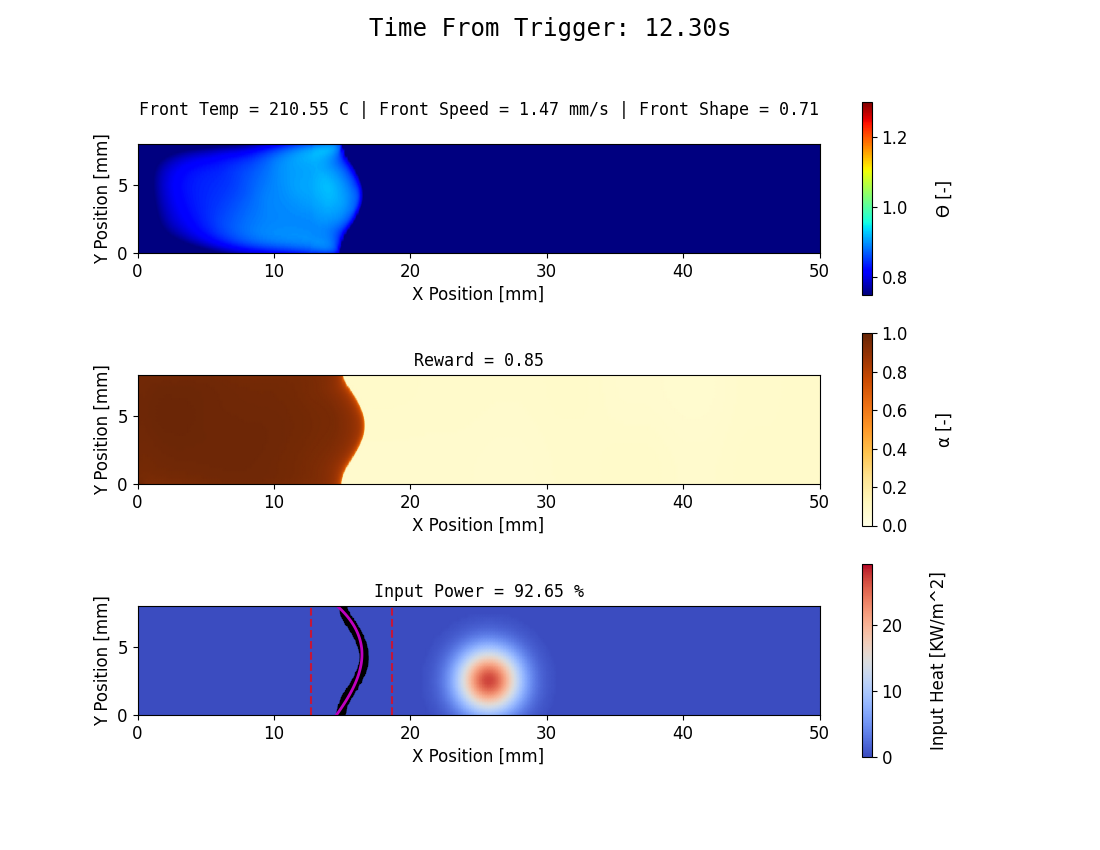 Time From Trigger: 12.30s
Front Temp = 210.55 C | Front Speed = 1.47 mm/s | Front Shape = 0.71
Y Position [mm]
5
0
0 10 20 30 40 50
X Position [mm]
1.2
1.0
0.8
Θ [-]
Reward = 0.85
Y Position [mm]
5
0
0 10 20 30 40 50
X Position [mm]
1.0
0.8
0.6
0.4
0.2
0.0
α [-]
Input Power = 92.65 %
Y Position [mm]
5
0
0 10 20 30 40 50
X Position [mm]
20
10
0
Input Heat [KW/m^2]